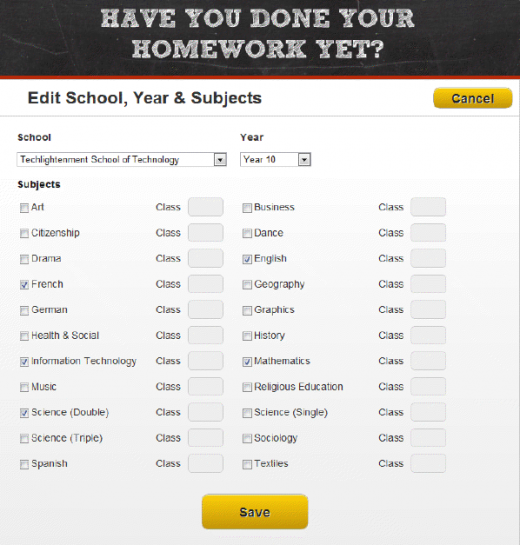 HAVE YOU DONE YOUR
HOMEWORK YET?
Edit School, Year & Subjects Cancel
School Year
Techlightenment School of Technology Year 10
Subjects
Art Class Business Class
Citizenship Class Dance Class
Drama Class English Class
French Class Geography Class
German Class Graphics Class
Health & Social Class History Class
Information Technology Class Mathematics Class
Music Class Religious Education Class
Science (Double) Class Science (Single) Class
Science (Triple) Class Sociology Class
Spanish Class Textiles Class
Save